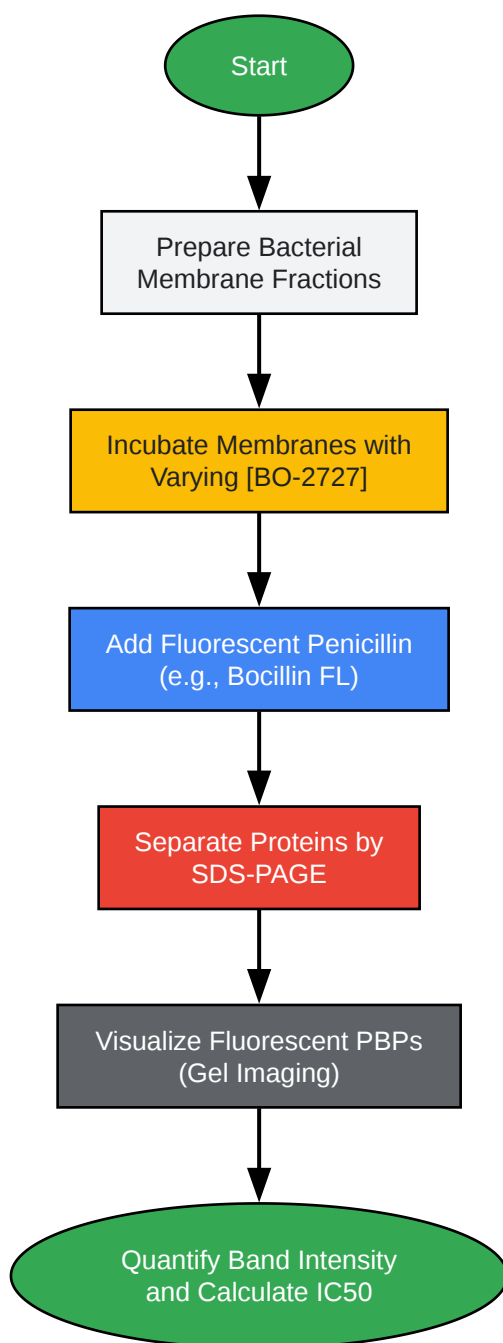 Start
Prepare Bacterial
Membrane Fractions
Incubate Membranes with
Varying [BO-2727]
Add Fluorescent Penicillin
(e.g., Bocillin FL)
Separate Proteins by
SDS-PAGE
Visualize Fluorescent PBPs
(Gel Imaging)
Quantify Band Intensity
and Calculate IC50